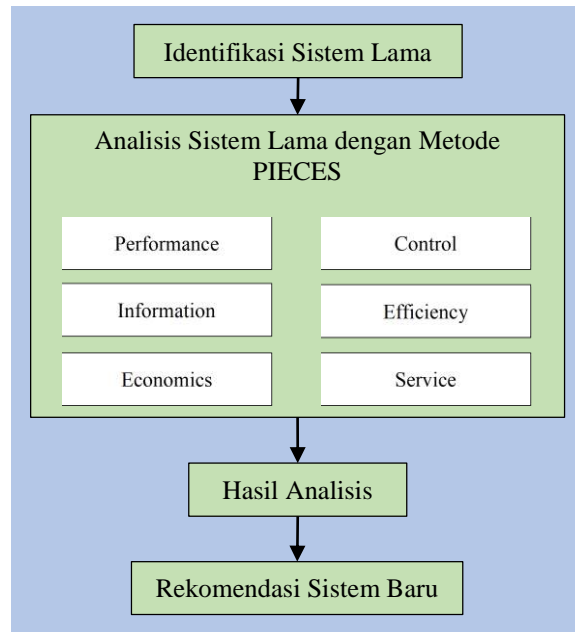 Identifikasi Sistem Lama
Analisis Sistem Lama dengan Metode
PIECES
Performance
Control
Information
Efficiency
Economics
Service
Hasil Analisis
Rekomendasi Sistem Baru